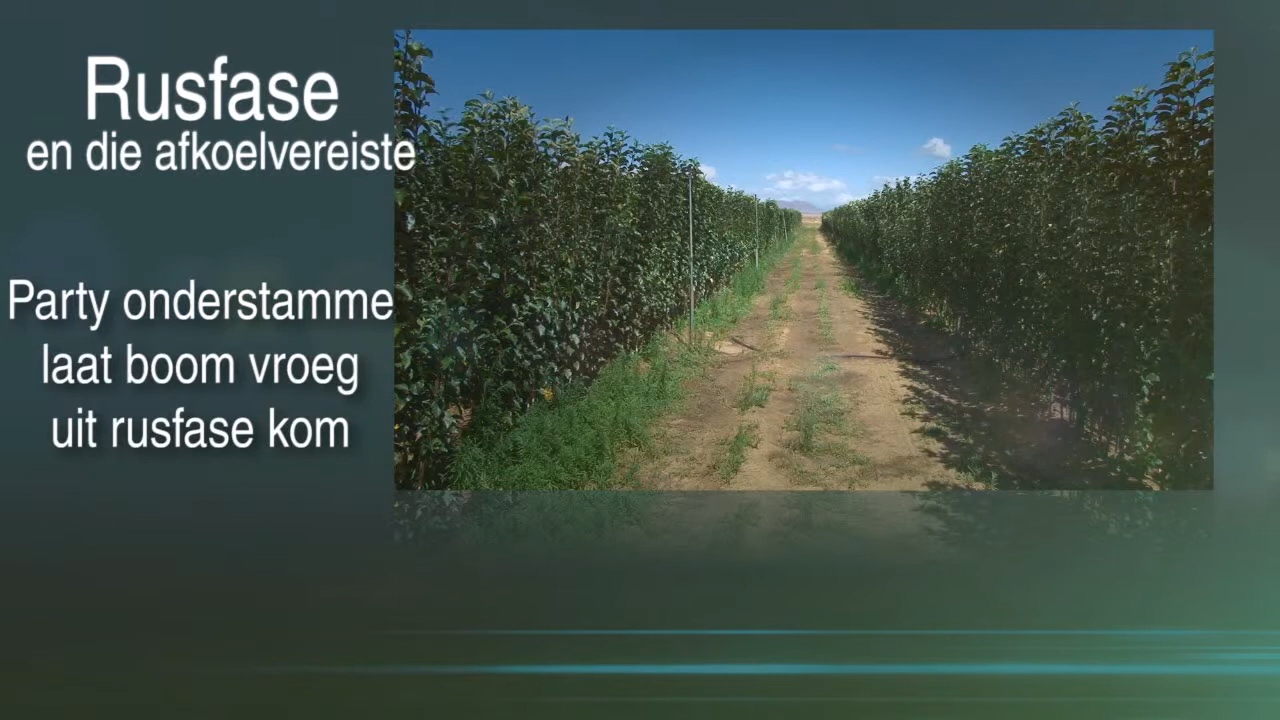 Rusfase
en die afkoelvereiste
Party onderstamme
laat boom vroeg
uit rusfase kom